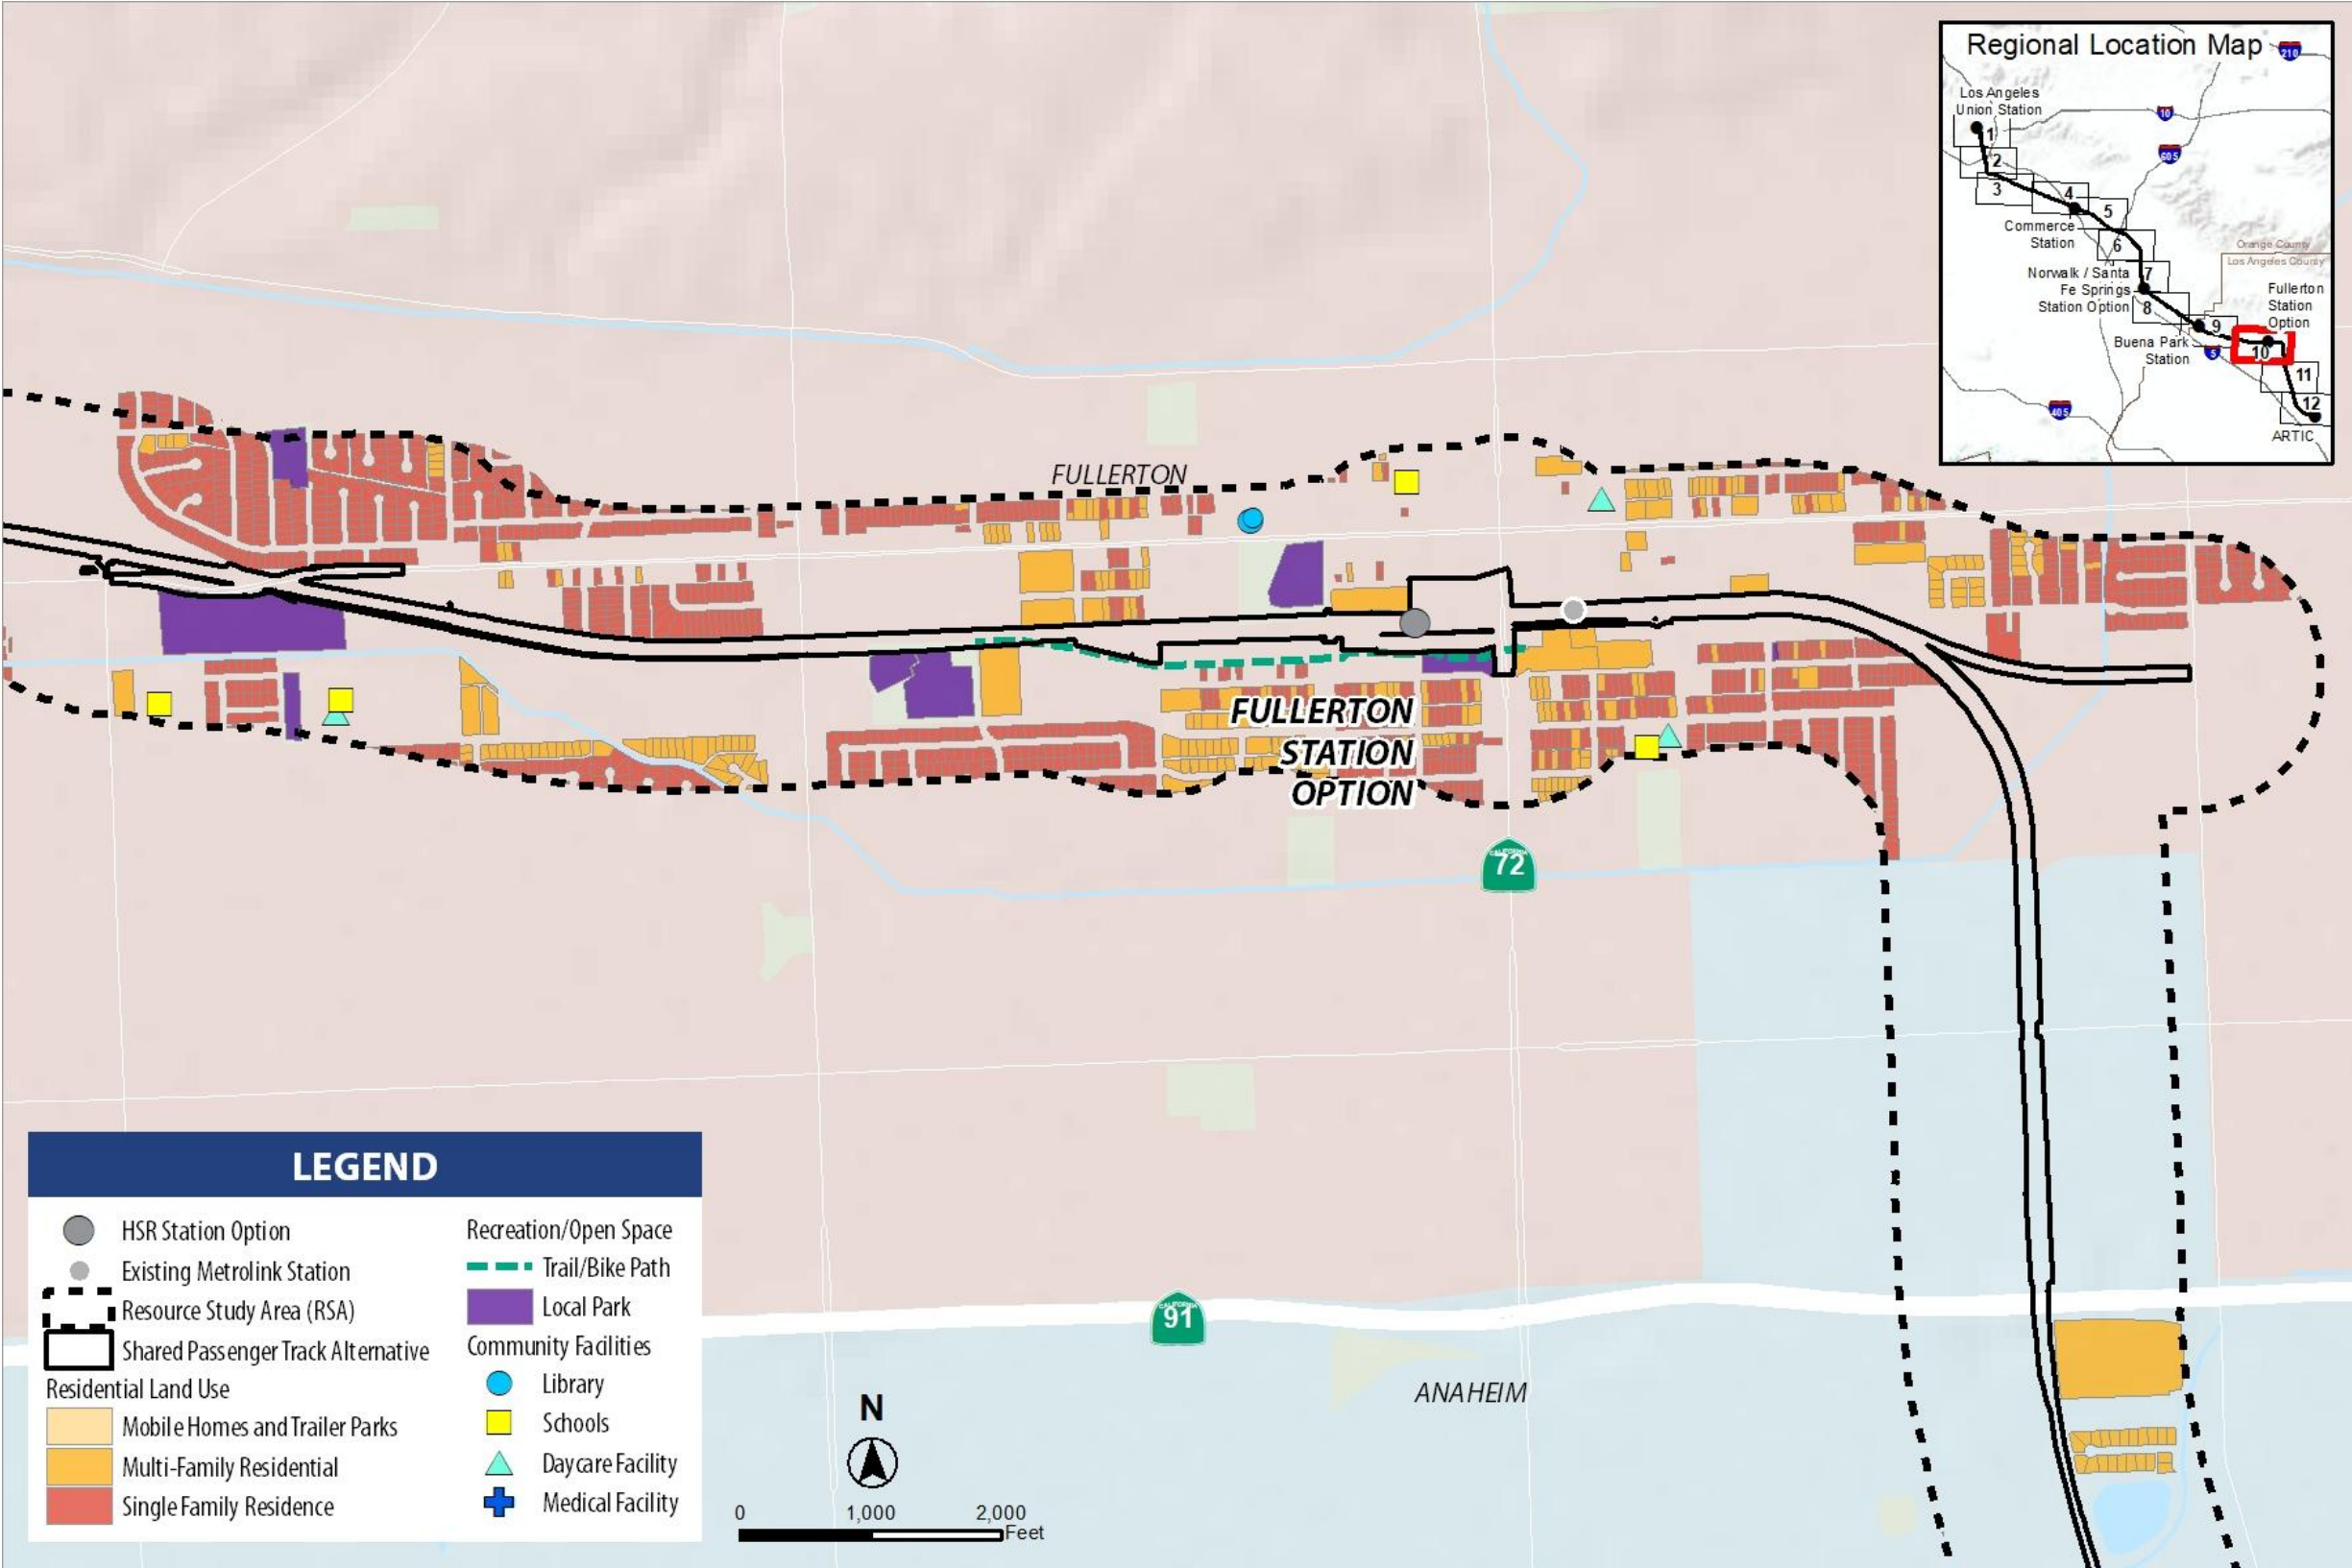 Regional Location Map
210
Los Angeles
Union Station
10
1
605
2
3
4
5
Commerce
Station
6
Orange County
Los Angeles County
Norwalk / Santa
Fe Springs
Station Option
7
8
Fullerton
Station
Option
9
Buena Park
Station
5
10
11
405
12
ARTIC
FULLERTON
FULLERTON
STATION
OPTION
CALIFORNIA
72
CALIFORNIA
91
ANAHEIM
LEGEND
HSR Station Option
Existing Metrolink Station
Resource Study Area (RSA)
Shared Passenger Track Alternative
Residential Land Use
Mobile Homes and Trailer Parks
Multi-Family Residential
Single Family Residence
Recreation/Open Space
Trail/Bike Path
Local Park
Community Facilities
Library
Schools
Daycare Facility
Medical Facility
N
0 1,000 2,000
Feet